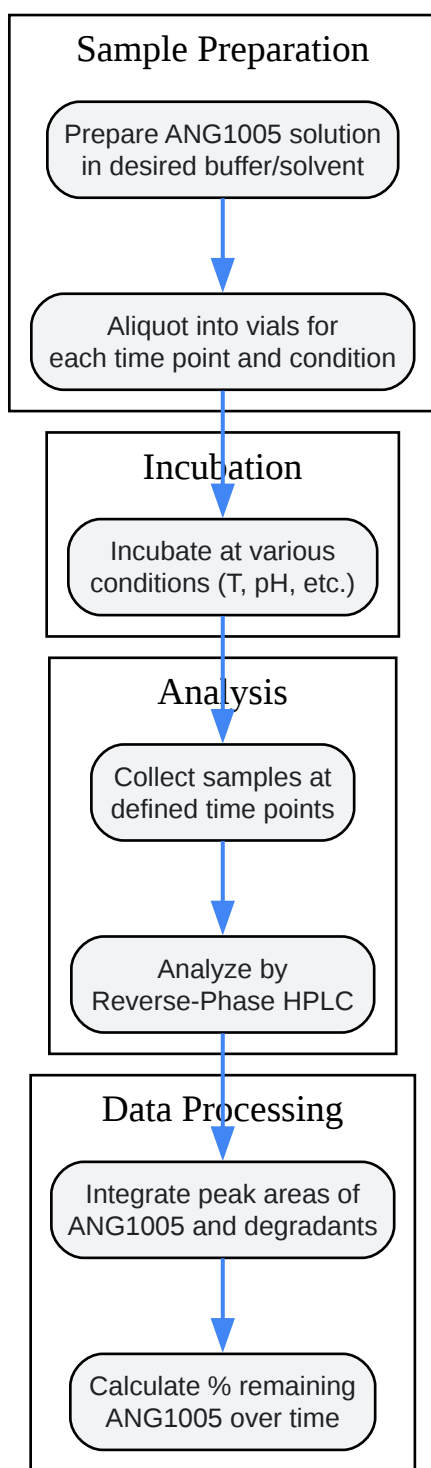 Sample Preparation
Prepare ANG1005 solution
in desired buffer/solvent
Aliquot into vials for
each time point and condition
Incubation
Incubate at various
conditions (T, pH, etc.)
Analysis
Collect samples at
defined time points
Analyze by
Reverse-Phase HPLC
Data Processing
Integrate peak areas of
ANG1005 and degradants
Calculate % remaining
ANG1005 over time